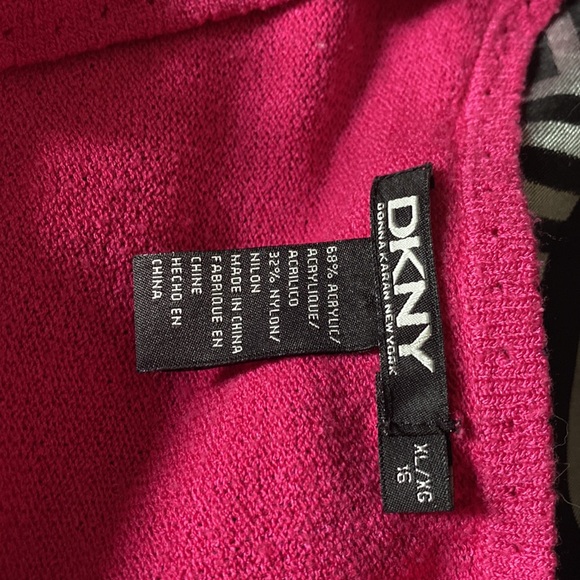 DKNY
DONNA KARAN NEW YORK
XL/XG
16
68% ACRYLIC/
ACRYLIQUE/
ACRILICO
32% NYLON/
NILON
MADE IN CHINA
FABRIQUE EN
CHINE
HECHO EN
CHINA